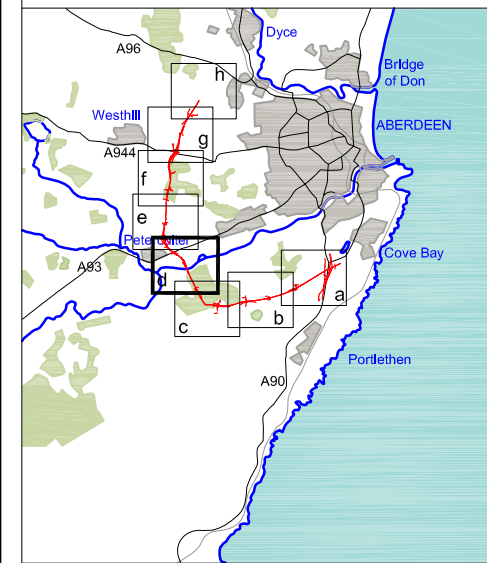 Dyce
A96
Bridge
of Don
h
Westhill
ABERDEEN
g
A944
f
e
Peterculter
Cove Bay
A93
d
a
b
c
Portlethen
A90